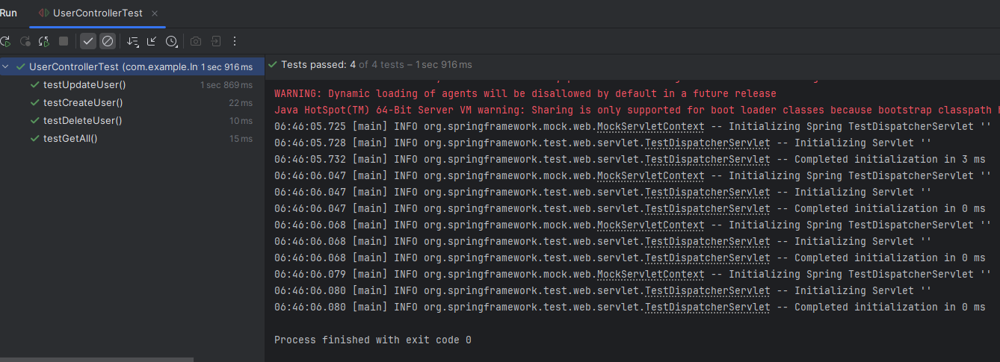 Run
UserControllerTest
UserControllerTest (com.example.In 1 sec 916 ms
testUpdateUser() 1 sec 869 ms
testCreateUser() 22 ms
testDeleteUser() 10 ms
testGetAll() 15 ms
Tests passed: 4 of 4 tests – 1 sec 916 ms
WARNING: Dynamic loading of agents will be disallowed by default in a future release
Java HotSpot(TM) 64-Bit Server VM warning: Sharing is only supported for boot loader classes because bootstrap classpath
06:46:05.725 [main] INFO org.springframework.mock.web.MockServletContext -- Initializing Spring TestDispatcherServlet ''
06:46:05.728 [main] INFO org.springframework.test.web.servlet.TestDispatcherServlet -- Initializing Servlet ''
06:46:05.732 [main] INFO org.springframework.test.web.servlet.TestDispatcherServlet -- Completed initialization in 3 ms
06:46:06.047 [main] INFO org.springframework.mock.web.MockServletContext -- Initializing Spring TestDispatcherServlet ''
06:46:06.047 [main] INFO org.springframework.test.web.servlet.TestDispatcherServlet -- Initializing Servlet ''
06:46:06.047 [main] INFO org.springframework.test.web.servlet.TestDispatcherServlet -- Completed initialization in 0 ms
06:46:06.068 [main] INFO org.springframework.mock.web.MockServletContext -- Initializing Spring TestDispatcherServlet ''
06:46:06.068 [main] INFO org.springframework.test.web.servlet.TestDispatcherServlet -- Initializing Servlet ''
06:46:06.068 [main] INFO org.springframework.test.web.servlet.TestDispatcherServlet -- Completed initialization in 0 ms
06:46:06.079 [main] INFO org.springframework.mock.web.MockServletContext -- Initializing Spring TestDispatcherServlet ''
06:46:06.080 [main] INFO org.springframework.test.web.servlet.TestDispatcherServlet -- Initializing Servlet ''
06:46:06.080 [main] INFO org.springframework.test.web.servlet.TestDispatcherServlet -- Completed initialization in 0 ms
Process finished with exit code 0